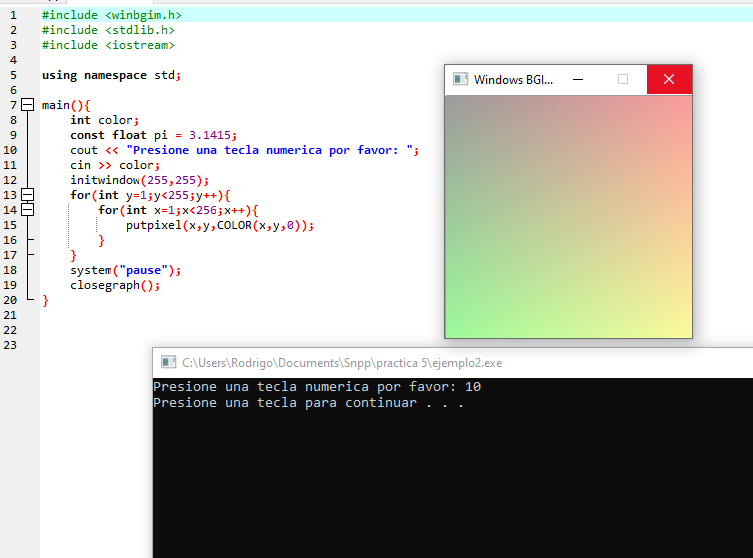 1 #include <winbgim.h>
2 #include <stdlib.h>
3 #include <iostream>
4
5 using namespace std;
6
7 main(){
8 int color;
9 const float pi = 3.1415;
10 cout << "Presione una tecla numerica por favor: ";
11 cin >> color;
12 initwindow(255,255);
13 for(int y=1;y<255;y++){
14 for(int x=1;x<256;x++){
15 putpixel(x,y,COLOR(x,y,0));
16 }
17 }
18 system("pause");
19 closegraph();
20 }
21
22
23
Windows BGI...
C:\Users\Rodrigo\Documents\Snpp\practica 5\ejemplo2.exe
Presione una tecla numerica por favor: 10
Presione una tecla para continuar . . .